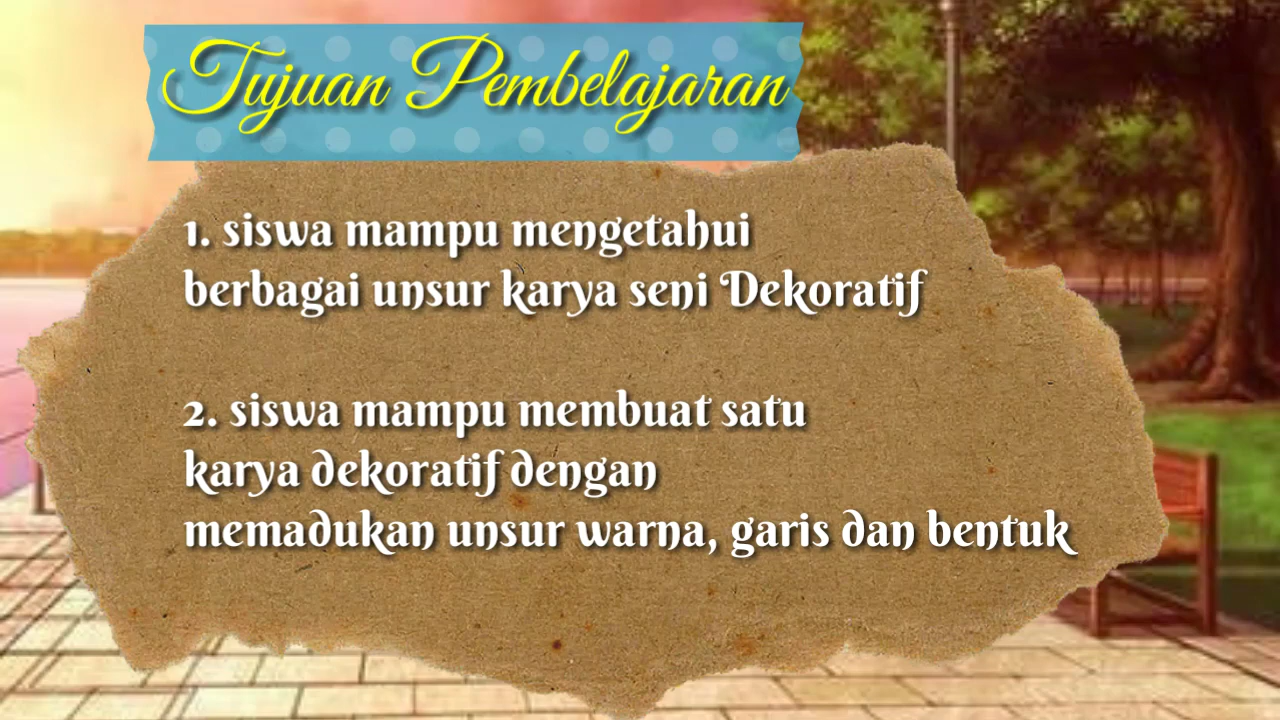 Tujuan Pembelajaran
1. siswa mampu mengetahui
berbagai unsur karya seni Dekoratif
2. siswa mampu membuat satu
karya dekoratif dengan
memadukan unsur warna, garis dan bentuk